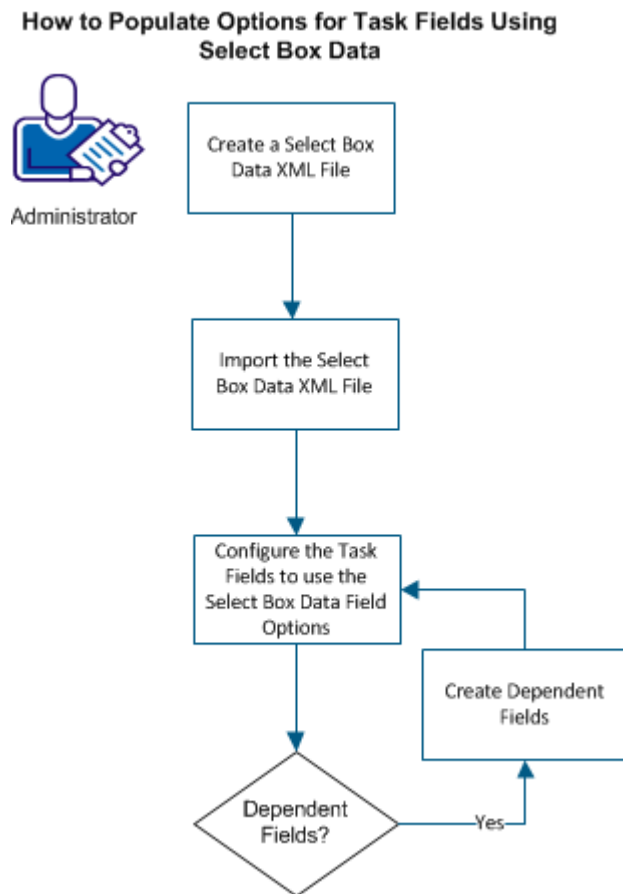 How to Populate Options for Task Fields Using
Select Box Data
Administrator
Create a Select Box
Data XML File
Import the Select
Box Data XML File
Configure the Task
Fields to use the
Select Box Data Field
Options
Create Dependent
Fields
Dependent
Fields?
Yes